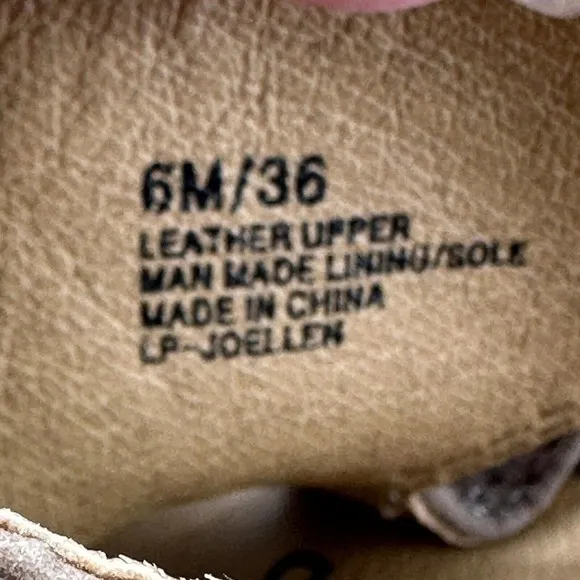 6M/36
LEATHER UPPER
MAN MADE LINING/SOLE
MADE IN CHINA
LP-JOELLEN